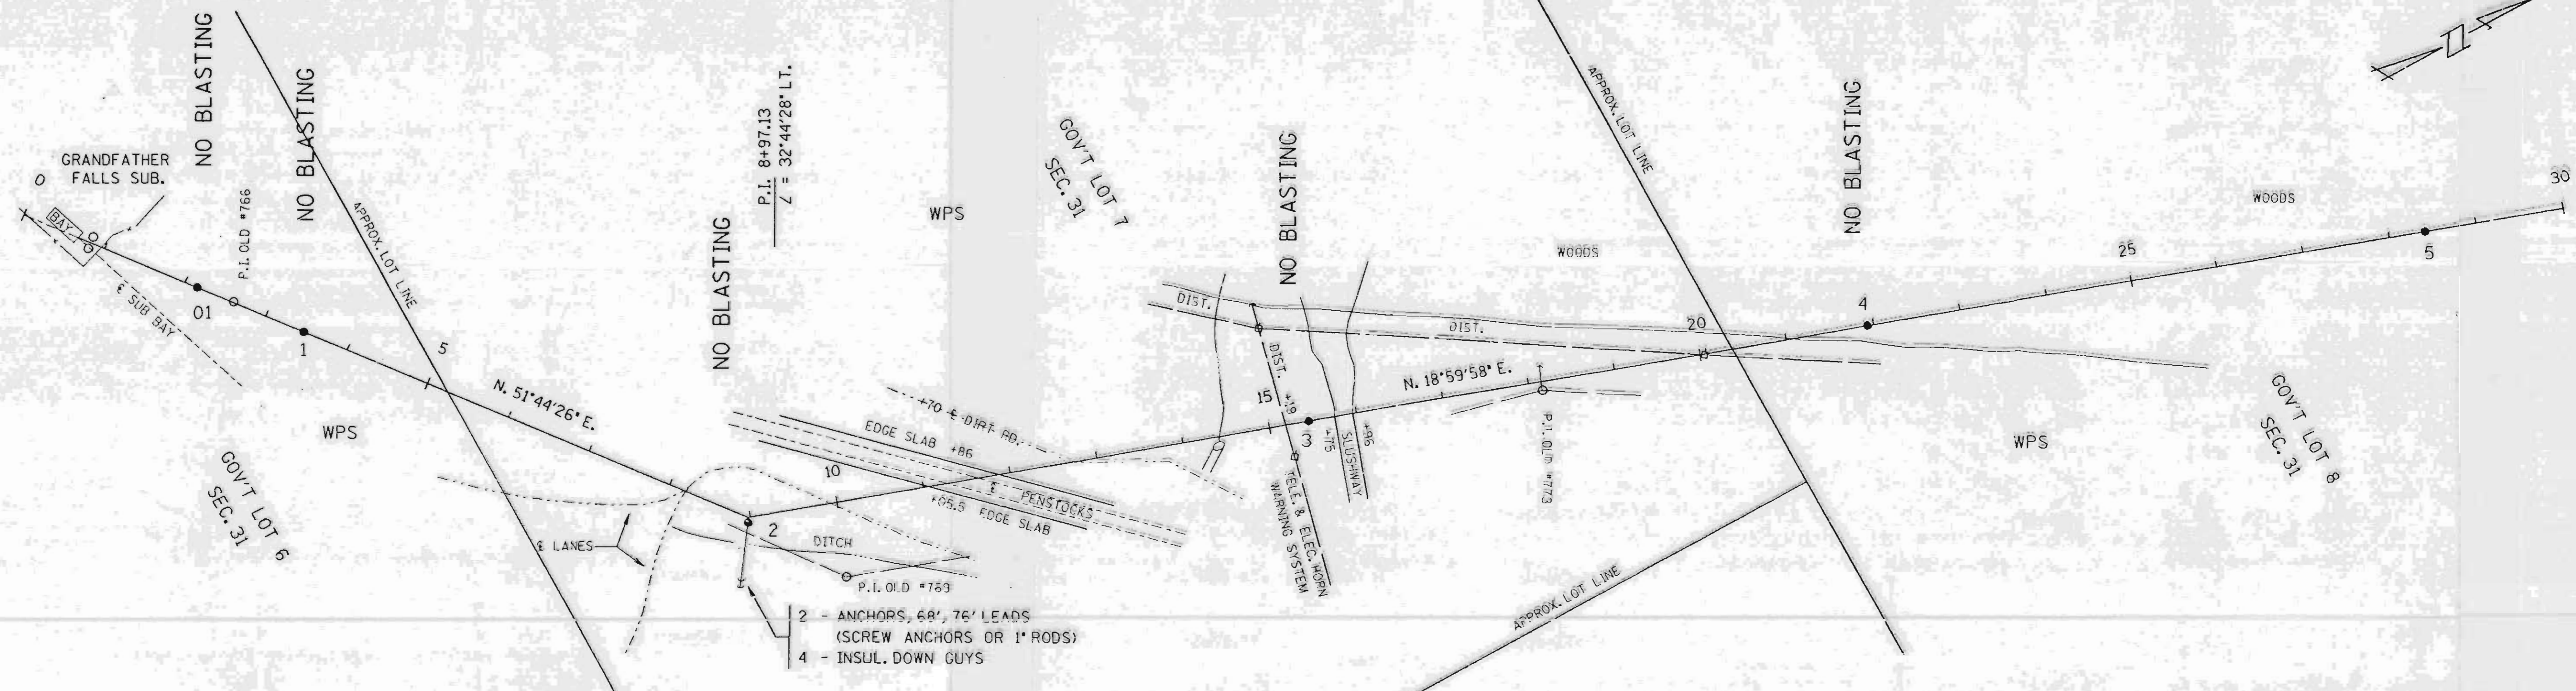 NO BLASTING
NO BLASTING
GRANDFATHER
FALLS SUB.
0
BAY
P.I. OLD #766
℄ SUB BAY
01
1
APPROX. LOT LINE
5
N. 51°44'26" E.
WPS
GOV'T LOT 6
SEC. 31
NO BLASTING
P.I. 8+97.13
∠ = 32°44'28" LT.
WPS
GOV'T LOT 7
SEC. 31
+70 ℄ DIRT RD.
EDGE SLAB +86
10
℄ PENSTOCKS
EDGE SLAB
2
DITCH
℄ LANES
P.I. OLD #769
2 - ANCHORS, 68', 76' LEADS
(SCREW ANCHORS OR 1" RODS)
4 - INSUL. DOWN GUYS
NO BLASTING
DIST.
DIST.
DIST.
15
+19
3
+75
SLUSHWAY
+96
TELE. & ELEC. HORN
WARNING SYSTEM
N. 18°59'58" E.
P.I. OLD #773
WOODS
APPROX. LOT LINE
20
NO BLASTING
4
APPROX. LOT LINE
WPS
25
WOODS
5
30
GOV'T LOT 8
SEC. 31